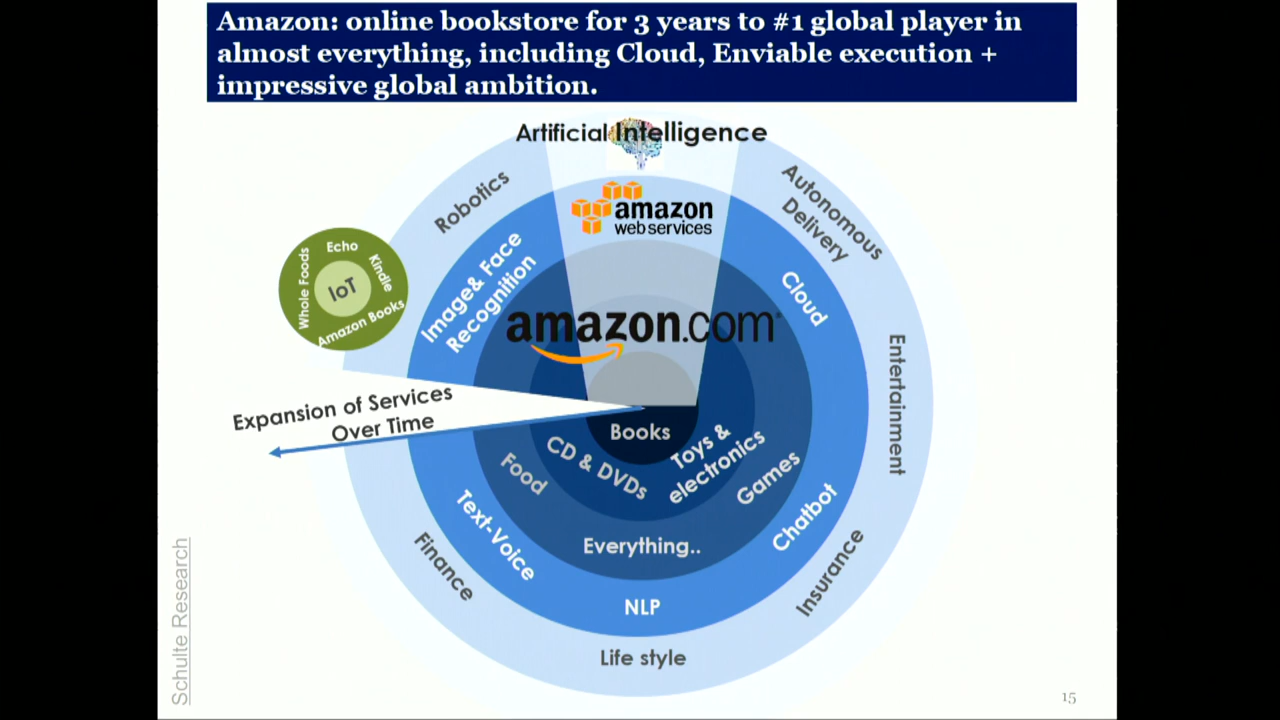 Amazon: online bookstore for 3 years to #1 global player in
almost everything, including Cloud, Enviable execution +
impressive global ambition.
Artificial Intelligence
Robotics
Autonomous
Delivery
amazon
web services
Image& Face
Recognition
Cloud
Echo
Whole Foods
Kindle
IoT
Amazon Books
amazon.com
Entertainment
Expansion of Services
Over Time
Books
CD & DVDs
Toys &
electronics
Food
Games
Text-Voice
Everything..
Chatbot
Finance
NLP
Insurance
Life style
Schulte Research
15